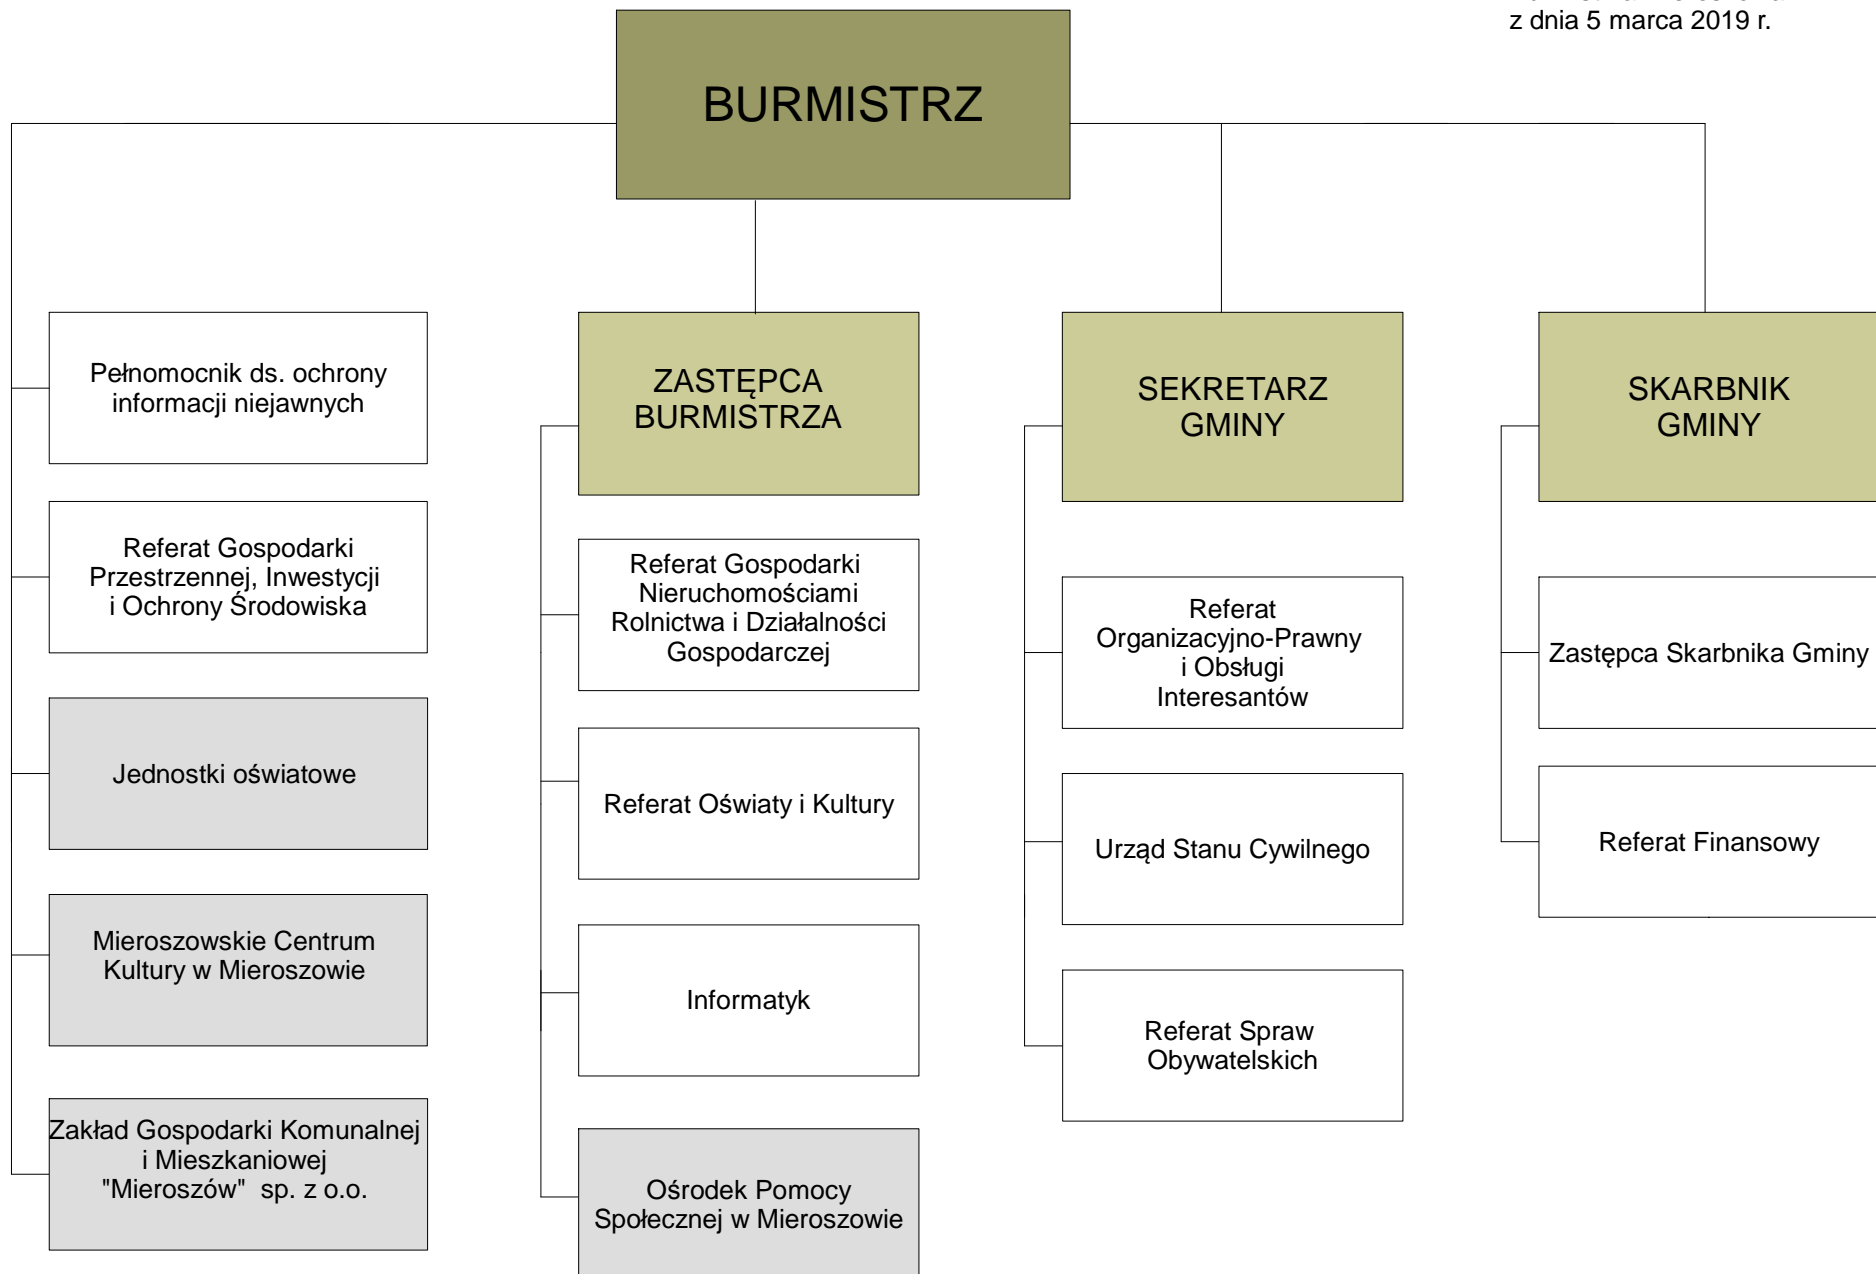 z dnia 5 marca 2019 r.
BURMISTRZ
Pełnomocnik ds. ochrony
informacji niejawnych
Referat Gospodarki
Przestrzennej, Inwestycji
i Ochrony Środowiska
Jednostki oświatowe
Mieroszowskie Centrum
Kultury w Mieroszowie
Zakład Gospodarki Komunalnej
i Mieszkaniowej
"Mieroszów" sp. z o.o.
ZASTĘPCA
BURMISTRZA
Referat Gospodarki
Nieruchomościami
Rolnictwa i Działalności
Gospodarczej
Referat Oświaty i Kultury
Informatyk
Ośrodek Pomocy
Społecznej w Mieroszowie
SEKRETARZ
GMINY
Referat
Organizacyjno-Prawny
i Obsługi
Interesantów
Urząd Stanu Cywilnego
Referat Spraw
Obywatelskich
SKARBNIK
GMINY
Zastępca Skarbnika Gminy
Referat Finansowy